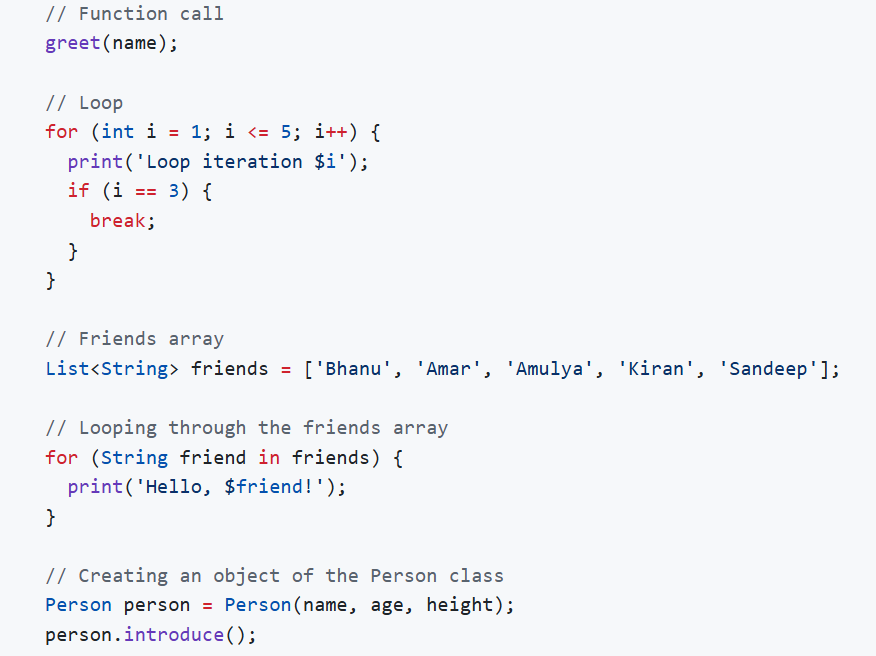 // Function call
greet(name);
// Loop
for (int i = 1; i <= 5; i++) {
print('Loop iteration $i');
if (i == 3) {
break;
}
}
// Friends array
List<String> friends = ['Bhanu', 'Amar', 'Amulya', 'Kiran', 'Sandeep'];
// Looping through the friends array
for (String friend in friends) {
print('Hello, $friend!');
}
// Creating an object of the Person class
Person person = Person(name, age, height);
person.introduce();